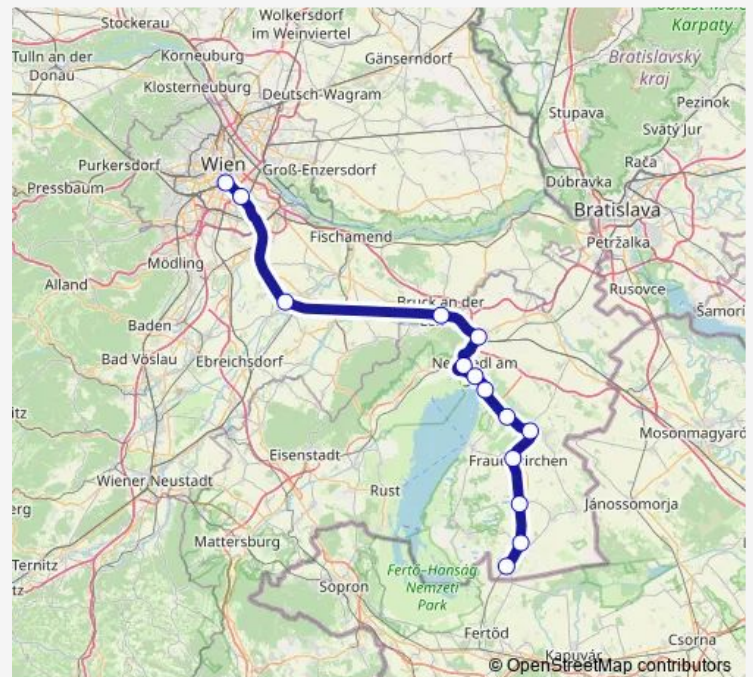 Stockerau
Wolkersdorf
im Weinviertel
Karpaty
Tulln an der
Donau
Korneuburg
Gänserndorf
Bratislavský
kraj
Klosterneuburg
Deutsch-Wagram
Pezinok
Stupava
Svätý Jur
Purkersdorf
Wien
Groß-Enzersdorf
Rača
Pressbaum
Dúbravka
Bratislava
Fischamend
Petržalka
Mödling
Alland
Rusovce
Bruck an der
Šamorí
Baden
Bad Vöslau
Ebreichsdorf
am
Mosonmagyaró
Eisenstadt
Wiener Neustadt
Rust
Jánossomorja
Mattersburg
Ternitz
Sopron
Fertő-Hanság
Nemzeti
Park
Fertőd
Csorna
Kapuvár
© OpenStreetMap contributors